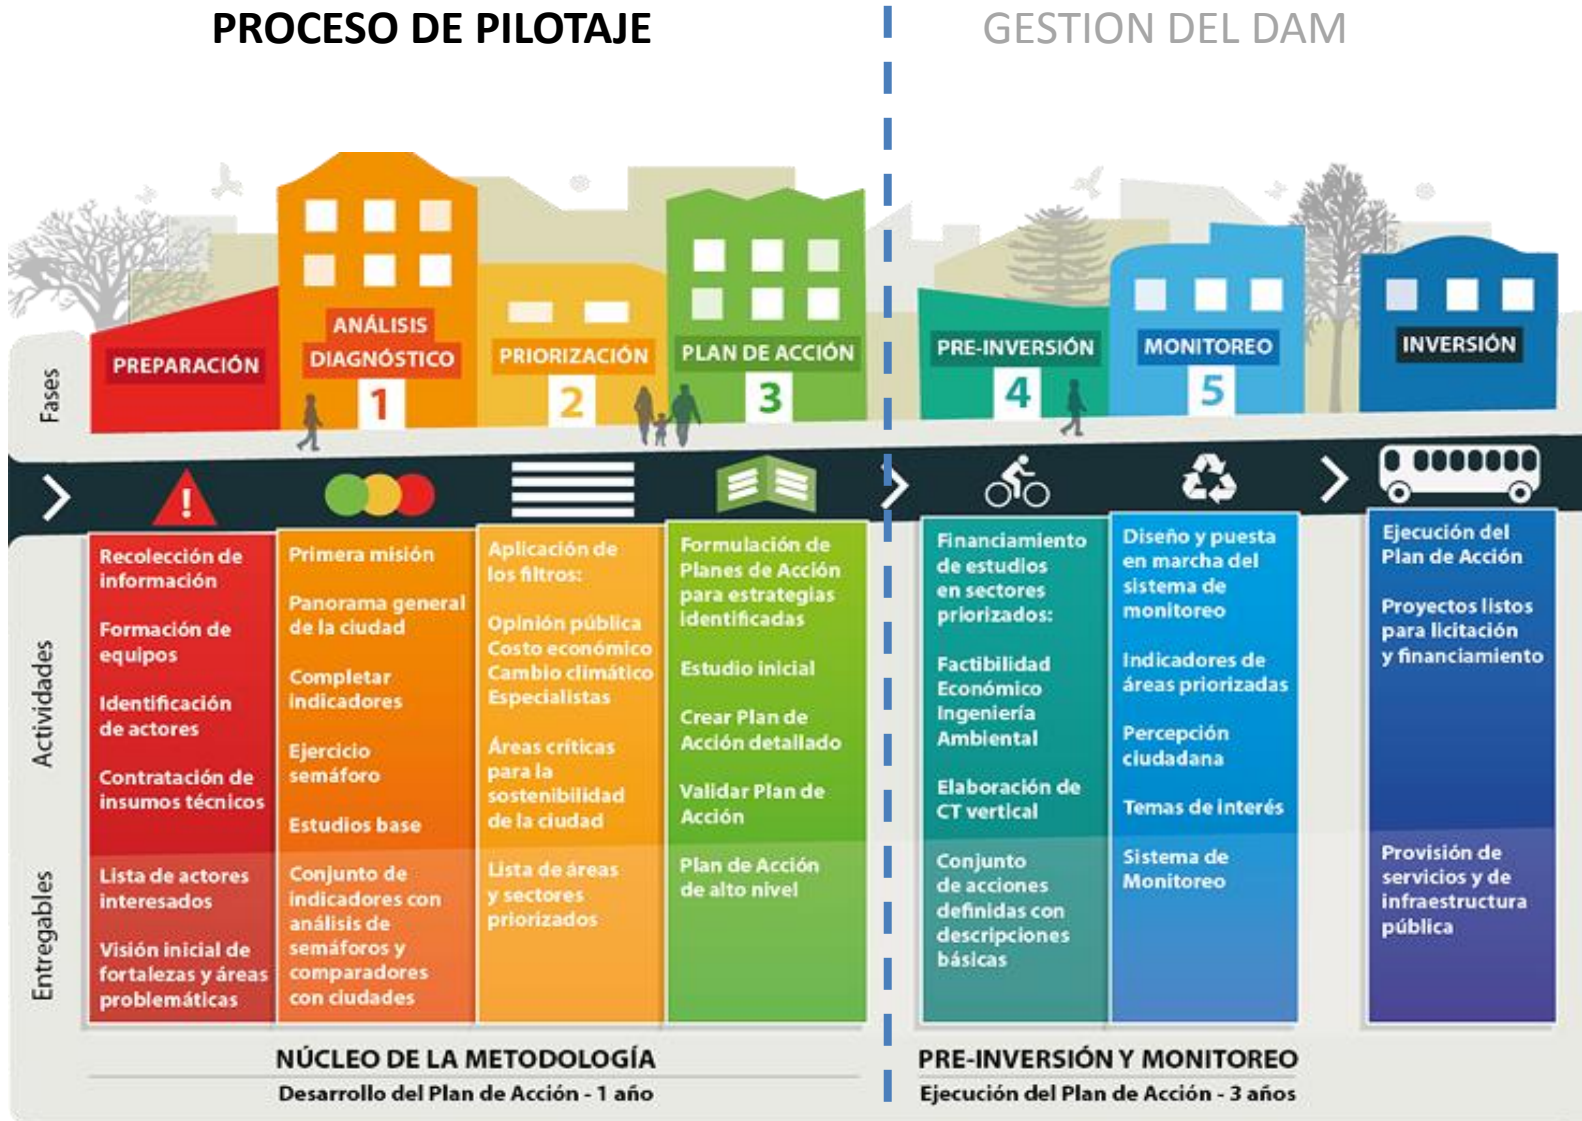 PROCESO DE PILOTAJE
GESTION DEL DAM
Fases
PREPARACIÓN
ANÁLISIS
DIAGNÓSTICO
1
PRIORIZACIÓN
2
PLAN DE ACCIÓN
3
PRE-INVERSIÓN
4
MONITOREO
5
INVERSIÓN
!
Actividades
Recolección de
información
Formación de
equipos
Identificación
de actores
Contratación de
insumos técnicos
Primera misión
Panorama general
de la ciudad
Completar
indicadores
Ejercicio
semáforo
Estudios base
Aplicación de
los filtros:
Opinión pública
Costo económico
Cambio climático
Especialistas
Áreas críticas
para la
sostenibilidad
de la ciudad
Formulación de
Planes de Acción
para estrategias
identificadas
Estudio inicial
Crear Plan de
Acción detallado
Validar Plan de
Acción
Financiamiento
de estudios
en sectores
priorizados:
Factibilidad
Económico
Ingeniería
Ambiental
Elaboración de
CT vertical
Diseño y puesta
en marcha del
sistema de
monitoreo
Indicadores de
áreas priorizadas
Percepción
ciudadana
Temas de interés
Ejecución del
Plan de Acción
Proyectos listos
para licitación
y financiamiento
Entregables
Lista de actores
interesados
Visión inicial de
fortalezas y áreas
problemáticas
Conjunto de
indicadores con
análisis de
semáforos y
comparadores
con ciudades
Lista de áreas
y sectores
priorizados
Plan de Acción
de alto nivel
Conjunto
de acciones
definidas con
descripciones
básicas
Sistema de
Monitoreo
Provisión de
servicios y de
infraestructura
pública
NÚCLEO DE LA METODOLOGÍA
Desarrollo del Plan de Acción - 1 año
PRE-INVERSIÓN Y MONITOREO
Ejecución del Plan de Acción - 3 años